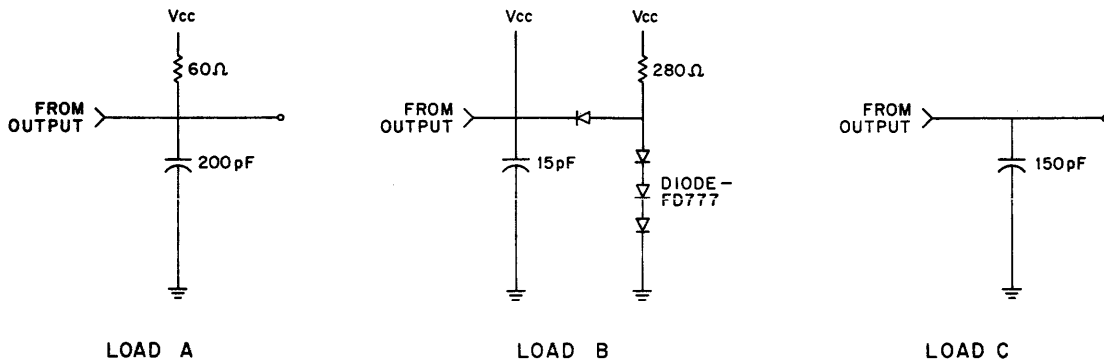 Vcc
60Ω
FROM
OUTPUT
200pF
LOAD A
Vcc
Vcc
280Ω
FROM
OUTPUT
15pF
DIODE-
FD777
LOAD B
FROM
OUTPUT
150pF
LOAD C